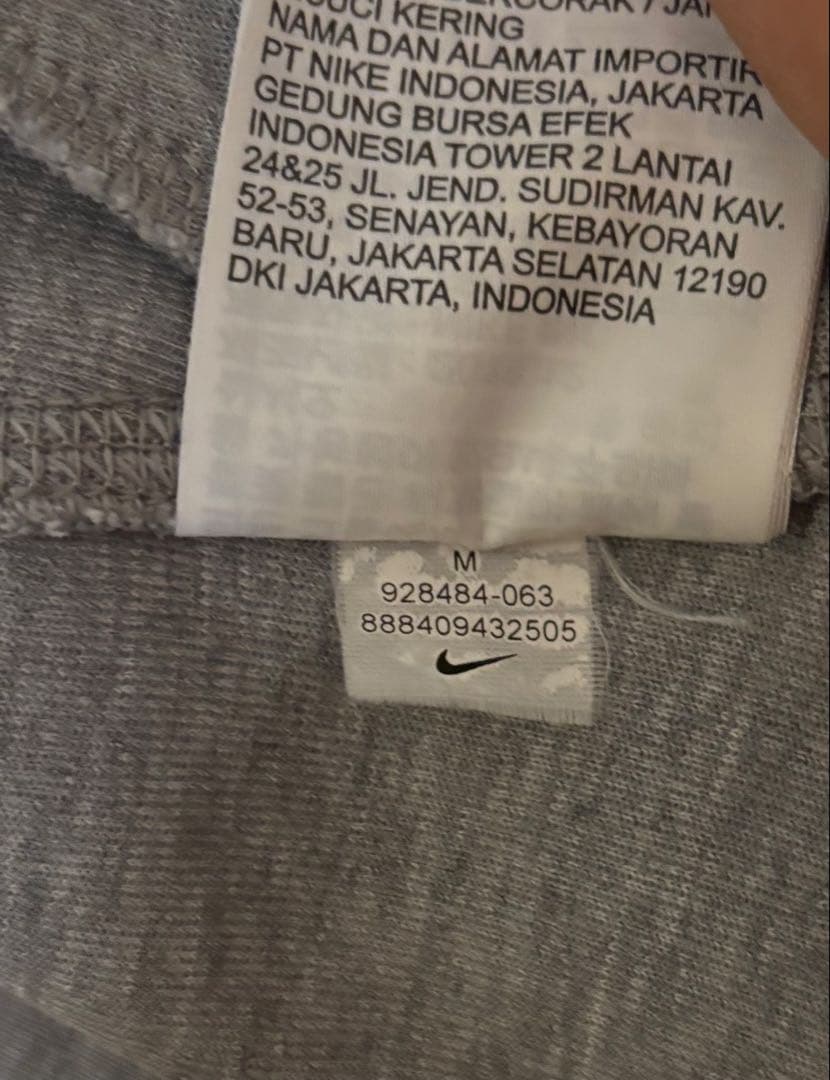 KERING
NAMA DAN ALAMAT IMPORTIR
PT NIKE INDONESIA, JAKARTA
GEDUNG BURSA EFEK
INDONESIA TOWER 2 LANTAI
24&25 JL. JEND. SUDIRMAN KAV.
52-53, SENAYAN, KEBAYORAN
BARU, JAKARTA SELATAN 12190
DKI JAKARTA, INDONESIA
M
928484-063
888409432505